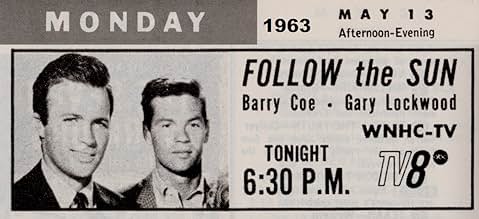 MONDAY
1963
MAY 13
Afternoon-Evening
FOLLOW the SUN
Barry Coe • Gary Lockwood
WNHC-TV
TONIGHT
6:30 P.M.
TV8 abc